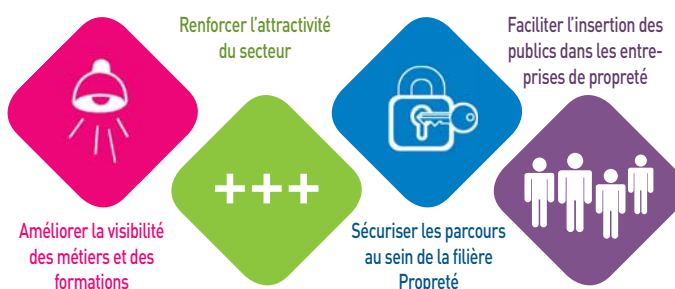 Renforcer l'attractivité
du secteur
Faciliter l'insertion des
publics dans les entre-
prises de propreté
+++
Améliorer la visibilité
des métiers et des
formations
Sécuriser les parcours
au sein de la filière
Propreté